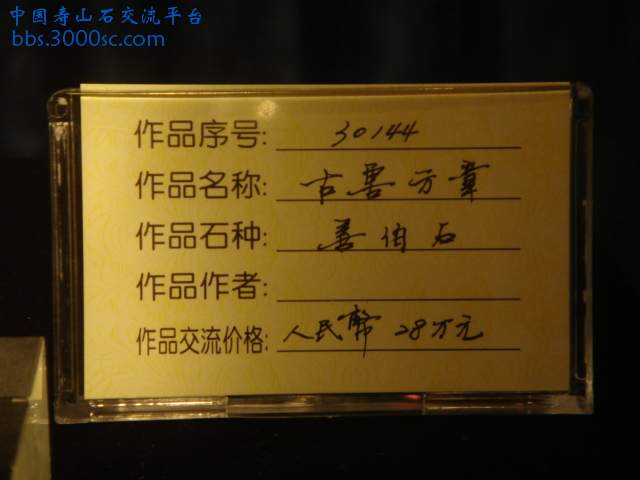 中国寿山石交流平台
bbs.3000sc.com
作品序号: 30144
作品名称: 古兽方章
作品石种: 善伯石
作品作者:
作品交流价格: 人民幣 28万元